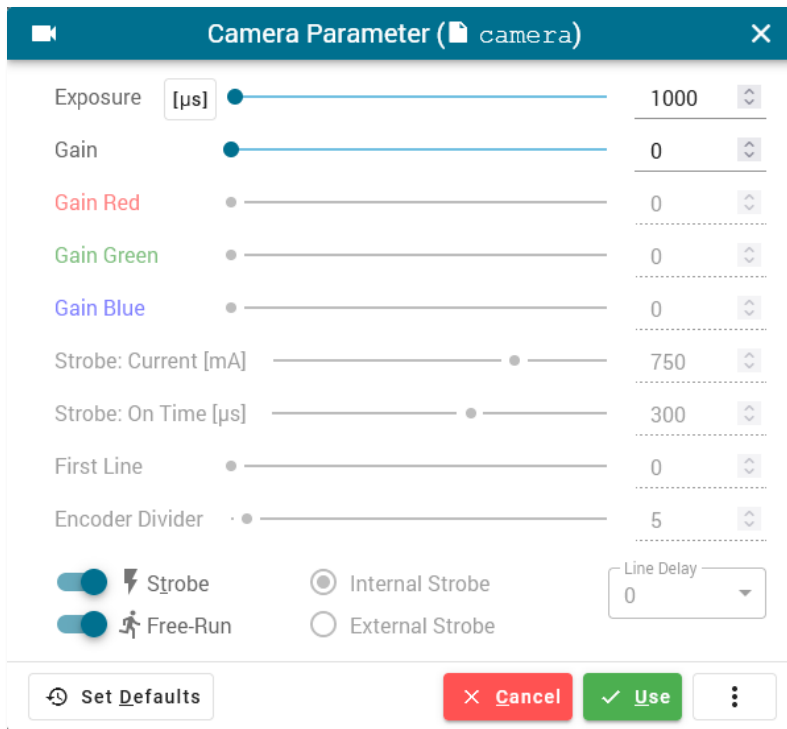 Camera Parameter ( camera)
Exposure [µs] 1000
Gain 0
Gain Red 0
Gain Green 0
Gain Blue 0
Strobe: Current [mA] 750
Strobe: On Time [µs] 300
First Line 0
Encoder Divider 5
Line Delay
Strobe Internal Strobe 0
Free-Run External Strobe
Set Defaults Cancel Use